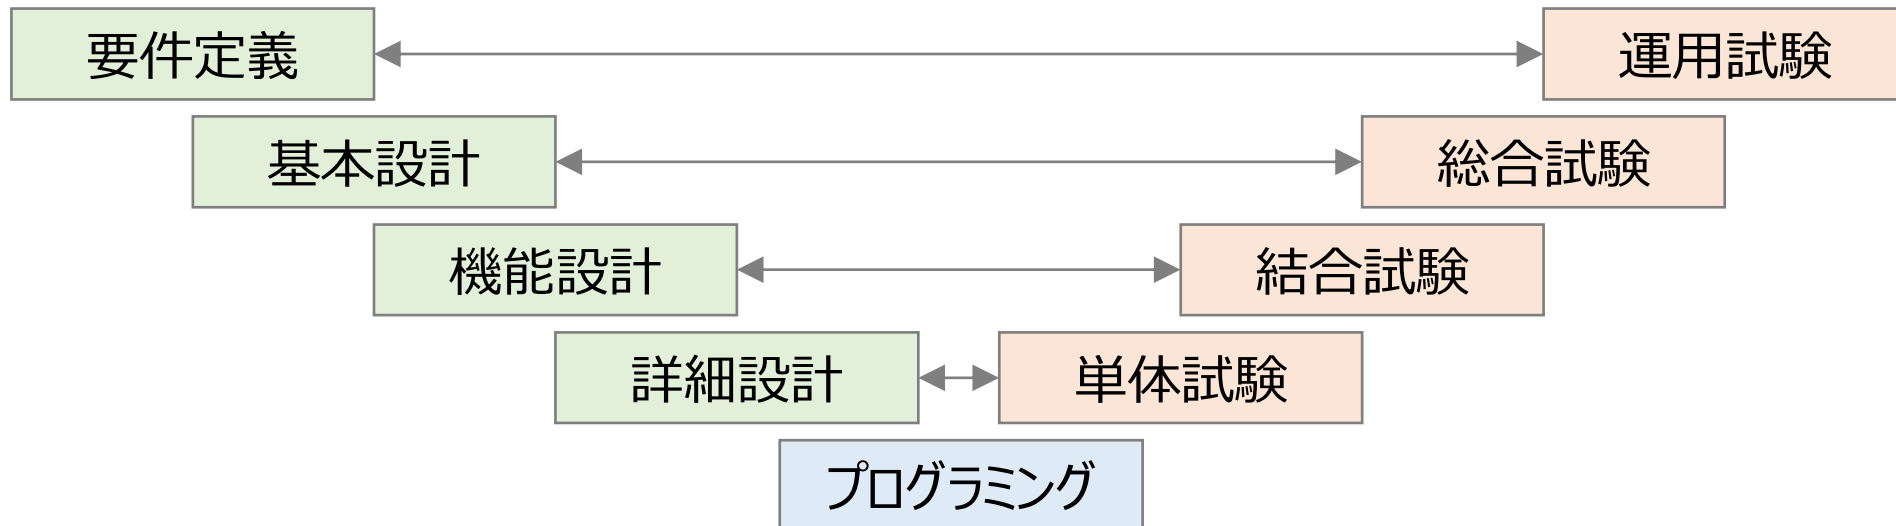 要件定義
運用試験
基本設計
総合試験
機能設計
結合試験
詳細設計
単体試験
プログラミング